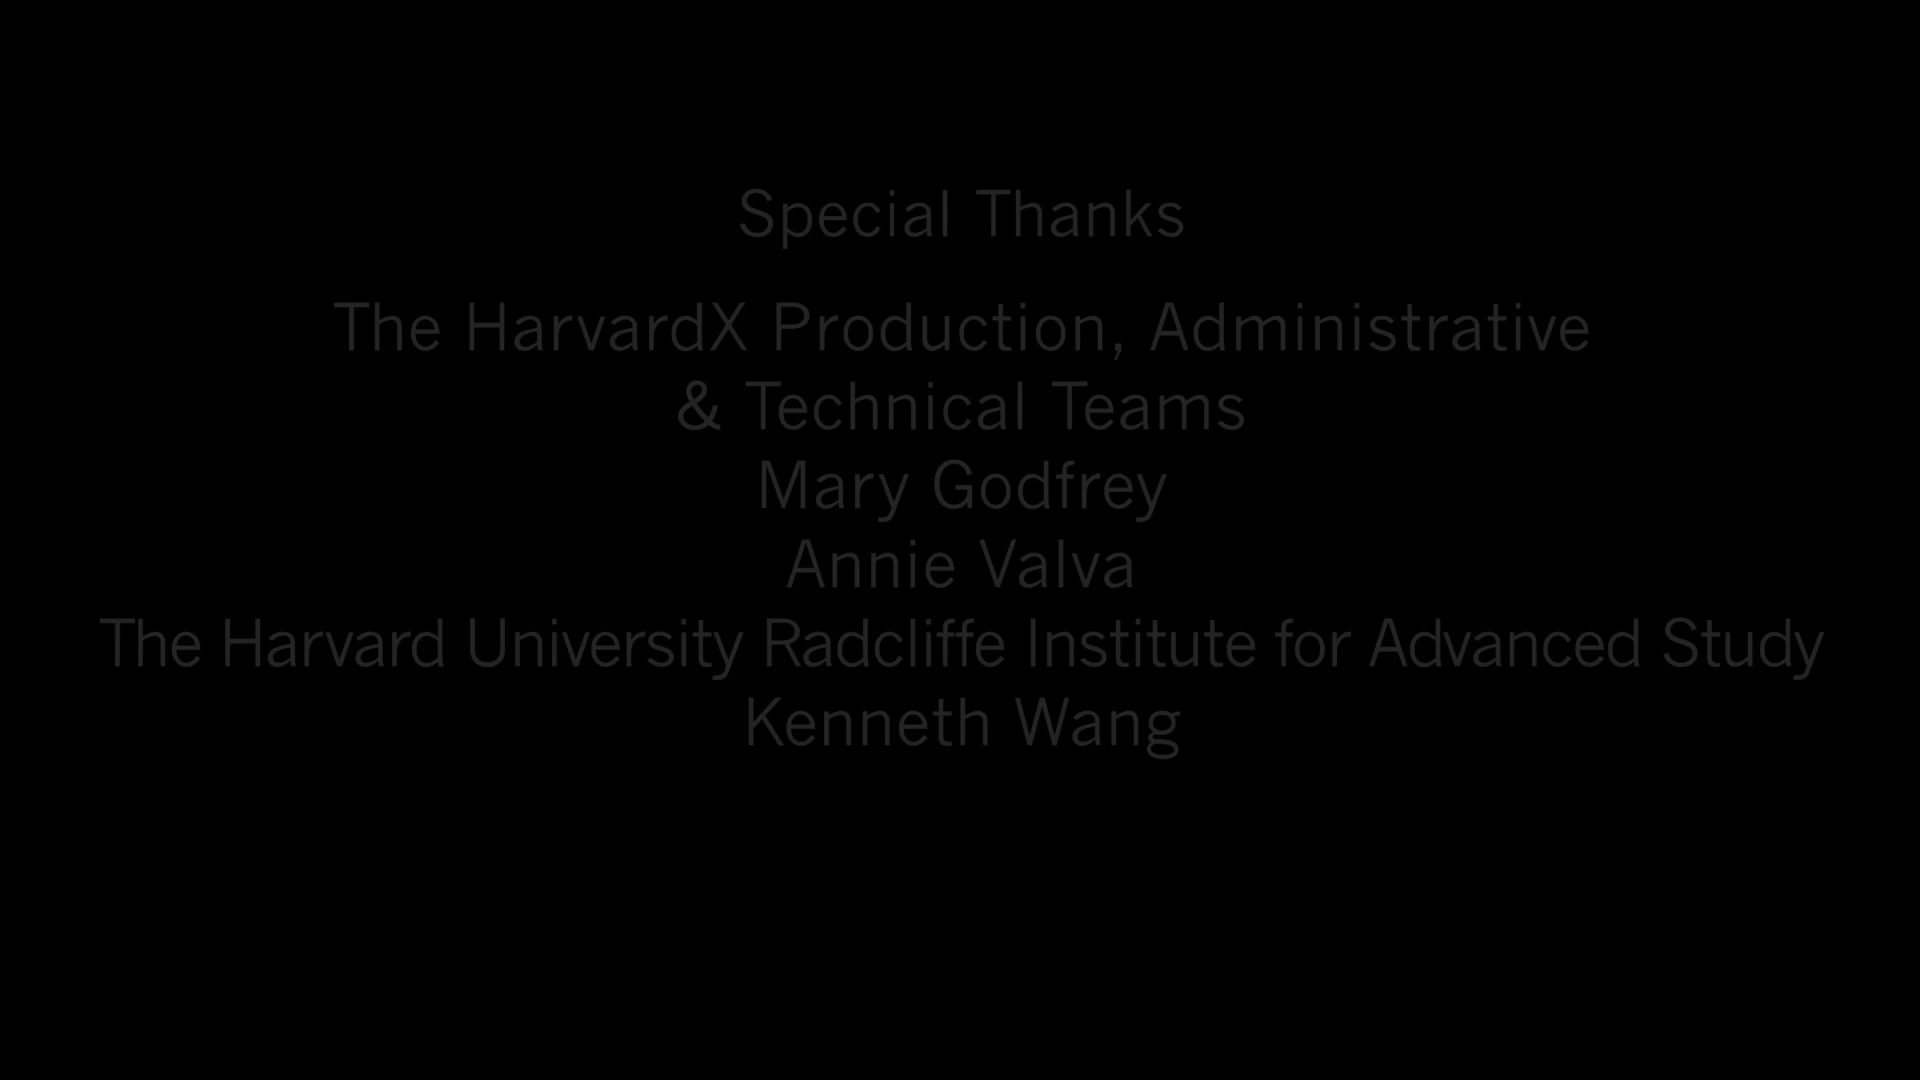 Special Thanks
The HarvardX Production, Administrative
& Technical Teams
Mary Godfrey
Annie Valva
The Harvard University Radcliffe Institute for Advanced Study
Kenneth Wang